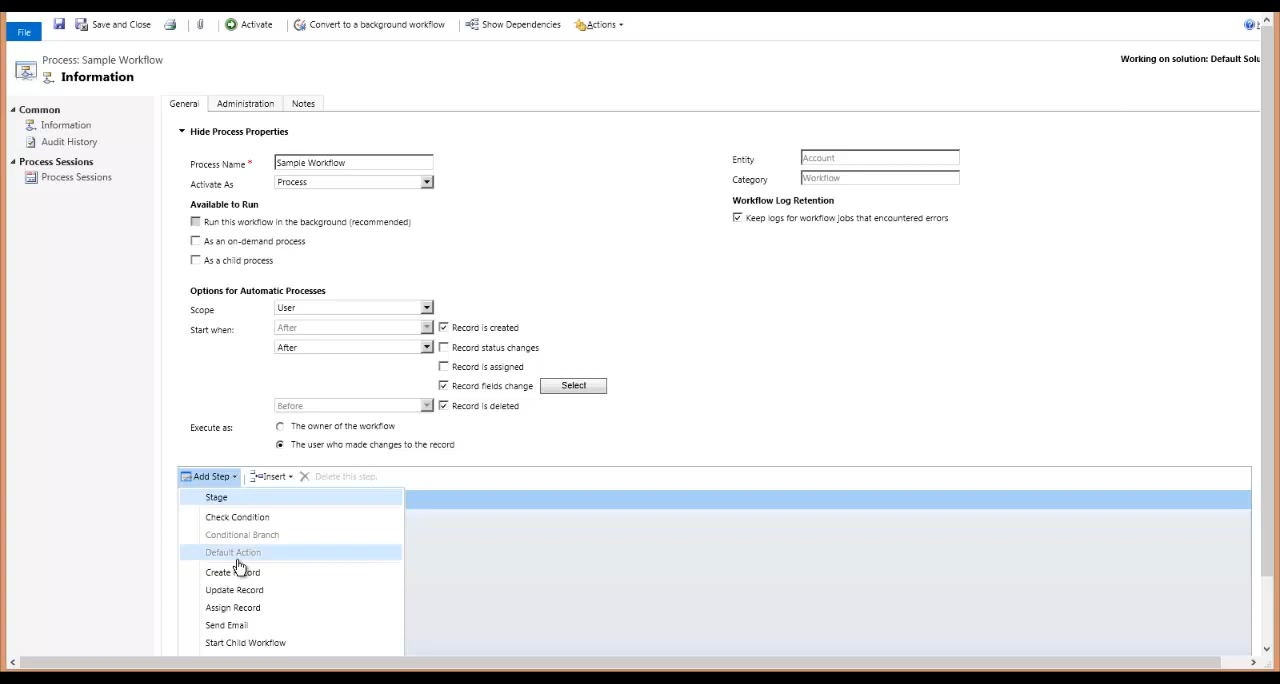 File
Save and Close
Activate
Convert to a background workflow
Show Dependencies
Actions
Process: Sample Workflow
Information
Working on solution: Default Solu
Common
Information
Audit History
Process Sessions
Process Sessions
General
Administration
Notes
Hide Process Properties
Process Name *
Sample Workflow
Activate As
Process
Available to Run
Run this workflow in the background (recommended)
As an on-demand process
As a child process
Entity
Account
Category
Workflow
Workflow Log Retention
Keep logs for workflow jobs that encountered errors
Options for Automatic Processes
Scope
User
Start when:
After
Record is created
After
Record status changes
Record is assigned
Record fields change
Select
Before
Record is deleted
Execute as:
The owner of the workflow
The user who made changes to the record
Add Step
Insert
Delete this step.
Stage
Check Condition
Conditional Branch
Default Action
Create Record
Update Record
Assign Record
Send Email
Start Child Workflow